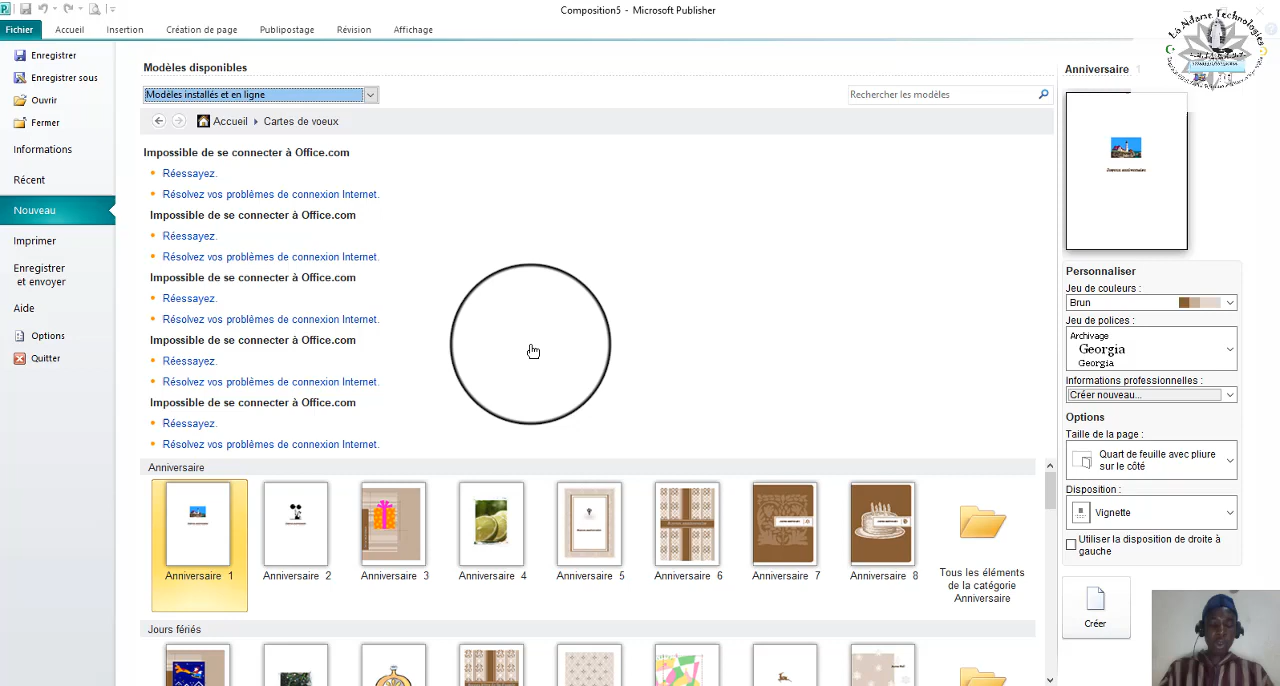 Composition5 - Microsoft Publisher
Fichier Accueil Insertion Création de page Publipostage Révision Affichage
Enregistrer
Enregistrer sous
Ouvrir
Fermer
Informations
Récent
Nouveau
Imprimer
Enregistrer
et envoyer
Aide
Options
Quitter
Modèles disponibles
Modèles installés et en ligne
Rechercher les modèles
Accueil Cartes de voeux
Impossible de se connecter à Office.com
Réessayez.
Résolvez vos problèmes de connexion Internet.
Impossible de se connecter à Office.com
Réessayez.
Résolvez vos problèmes de connexion Internet.
Impossible de se connecter à Office.com
Réessayez.
Résolvez vos problèmes de connexion Internet.
Impossible de se connecter à Office.com
Réessayez.
Résolvez vos problèmes de connexion Internet.
Impossible de se connecter à Office.com
Réessayez.
Résolvez vos problèmes de connexion Internet.
Anniversaire
Anniversaire 1
Anniversaire 2
Anniversaire 3
Anniversaire 4
Anniversaire 5
Anniversaire 6
Anniversaire 7
Anniversaire 8
Tous les éléments
de la catégorie
Anniversaire
Jours fériés
Là Ndane Technologies
Anniversaire 1
Joyeux anniversaire
Personnaliser
Jeu de couleurs :
Brun
Jeu de polices :
Archivage
Georgia
Georgia
Informations professionnelles :
Créer nouveau...
Options
Taille de la page :
Quart de feuille avec pliure
sur le côté
Disposition :
Vignette
Utiliser la disposition de droite à
gauche
Créer